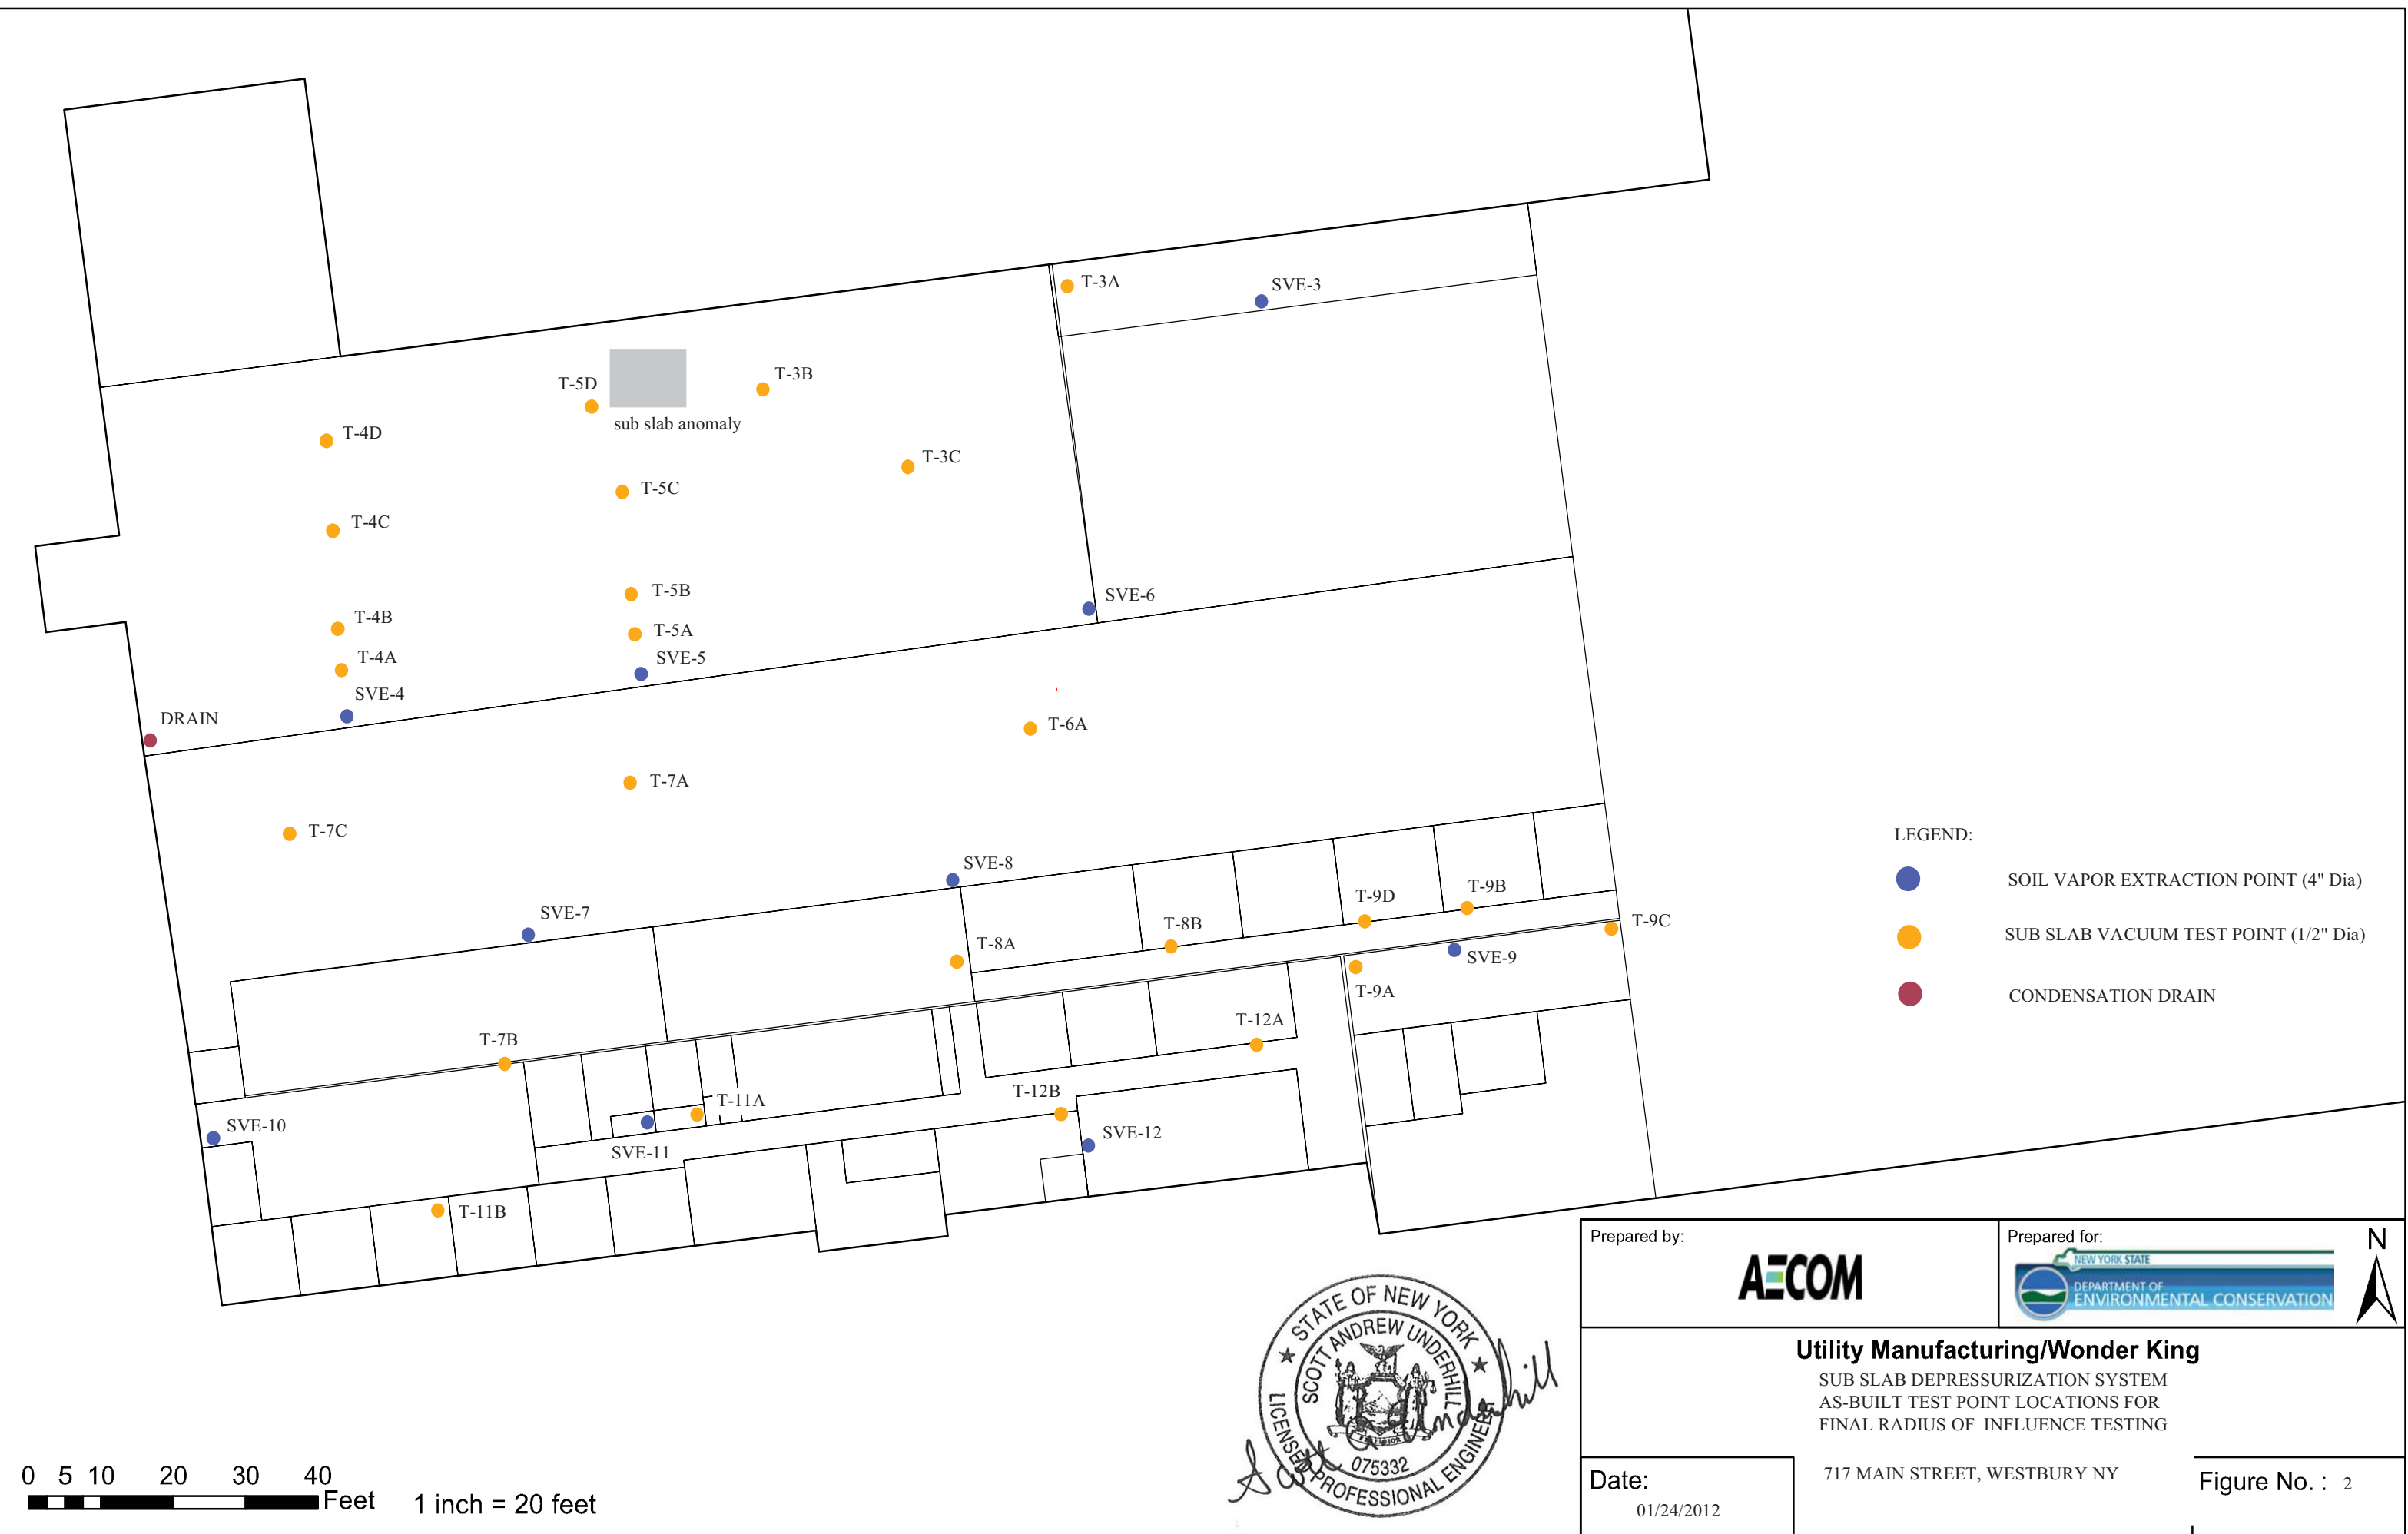 T-3A
SVE-3
T-5D
T-3B
sub slab anomaly
T-4D
T-3C
T-5C
T-4C
T-5B
SVE-6
T-4B
T-5A
T-4A
SVE-5
SVE-4
DRAIN
T-6A
T-7A
T-7C
LEGEND:
SOIL VAPOR EXTRACTION POINT (4" Dia)
SUB SLAB VACUUM TEST POINT (1/2" Dia)
CONDENSATION DRAIN
SVE-8
T-9D
T-9B
SVE-7
T-8B
T-9C
T-8A
SVE-9
T-9A
T-12A
T-7B
T-12B
T-11A
SVE-10
SVE-12
SVE-11
T-11B
Prepared by:
AECOM
Prepared for:
NEW YORK STATE
DEPARTMENT OF
ENVIRONMENTAL CONSERVATION
N
Utility Manufacturing/Wonder King
SUB SLAB DEPRESSURIZATION SYSTEM
AS-BUILT TEST POINT LOCATIONS FOR
FINAL RADIUS OF INFLUENCE TESTING
717 MAIN STREET, WESTBURY NY
Date:
01/24/2012
Figure No. : 2
STATE OF NEW YORK
SCOTT ANDREW UNDERHILL
EXCELSIOR
075332
LICENSED PROFESSIONAL ENGINEER
Scott A Underhill
0 5 10 20 30 40
Feet
1 inch = 20 feet